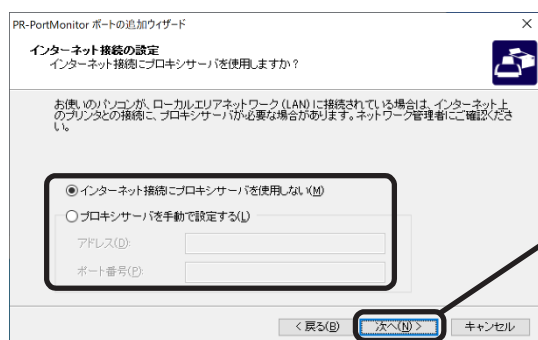 PR-PortMonitor ポートの追加ウィザード
インターネット接続の設定
インターネット接続にプロキシサーバを使用しますか?
お使いのパソコンが、ローカルエリアネットワーク (LAN) に接続されている場合は、インターネット上
のプリンタとの接続に、プロキシサーバが必要な場合があります。ネットワーク管理者にご確認くださ
い。
インターネット接続にプロキシサーバを使用しない(M)
プロキシサーバを手動で設定する(L)
アドレス(D):
ポート番号(P):
< 戻る(B) 次へ(N) > キャンセル